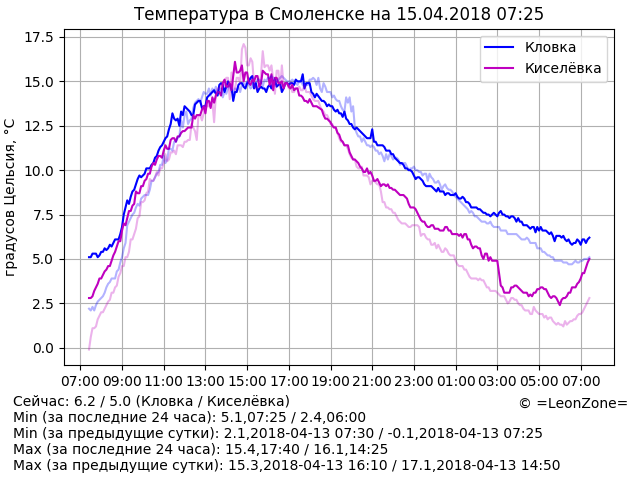 Температура в Смоленске на 15.04.2018 07:25
Кловка
Киселёвка
градусов Цельсия, °C
17.5
15.0
12.5
10.0
7.5
5.0
2.5
0.0
07:00 09:00 11:00 13:00 15:00 17:00 19:00 21:00 23:00 01:00 03:00 05:00 07:00
Сейчас: 6.2 / 5.0 (Кловка / Киселёвка)
© =LeonZone=
Min (за последние 24 часа): 5.1,07:25 / 2.4,06:00
Min (за предыдущие сутки): 2.1,2018-04-13 07:30 / -0.1,2018-04-13 07:25
Max (за последние 24 часа): 15.4,17:40 / 16.1,14:25
Max (за предыдущие сутки): 15.3,2018-04-13 16:10 / 17.1,2018-04-13 14:50